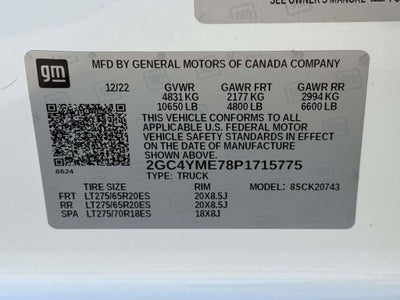 SEE OWNER'S MANUAL
gm
MFD BY GENERAL MOTORS OF CANADA COMPANY
12/22 GVWR GAWR FRT GAWR RR
4831 KG 2177 KG 2994 KG
10650 LB 4800 LB 6600 LB
THIS VEHICLE CONFORMS TO ALL
APPLICABLE U.S. FEDERAL MOTOR
VEHICLE SAFETY STANDARDS IN EFFECT
ON THE DATE OF MANUFACTURE SHOWN ABOVE.
2GC4YME78P1715775
8624 TYPE: TRUCK
TIRE SIZE RIM MODEL: 85CK20743
FRT LT275/65R20ES 20X8.5J
RR LT275/65R20ES 20X8.5J
SPA LT275/70R18ES 18X8J